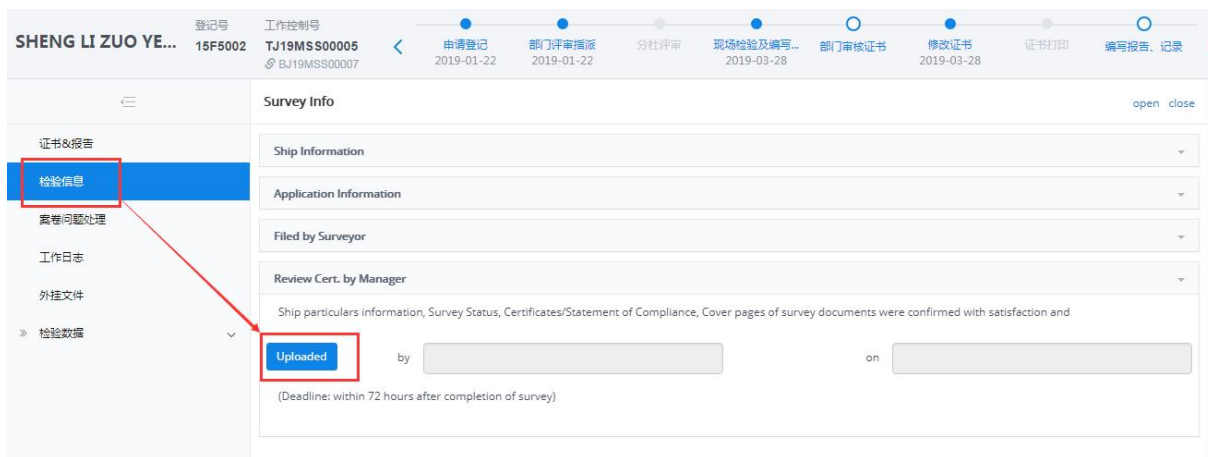 SHENG LI ZUO YE...
登记号
15F5002
工作控制号
TJ19MSS00005
BJ19MSS00007
申请登记
2019-01-22
部门评审指派
2019-01-22
分社评审
现场检验及编写...
2019-03-28
部门审核证书
修改证书
2019-03-28
证书打印
编写报告、记录
证书&报告
检验信息
案卷问题处理
工作日志
外挂文件
» 检验数据
Survey Info
open close
Ship Information
Application Information
Filed by Surveyor
Review Cert. by Manager
Ship particulars information, Survey Status, Certificates/Statement of Compliance, Cover pages of survey documents were confirmed with satisfaction and
Uploaded by on
(Deadline: within 72 hours after completion of survey)